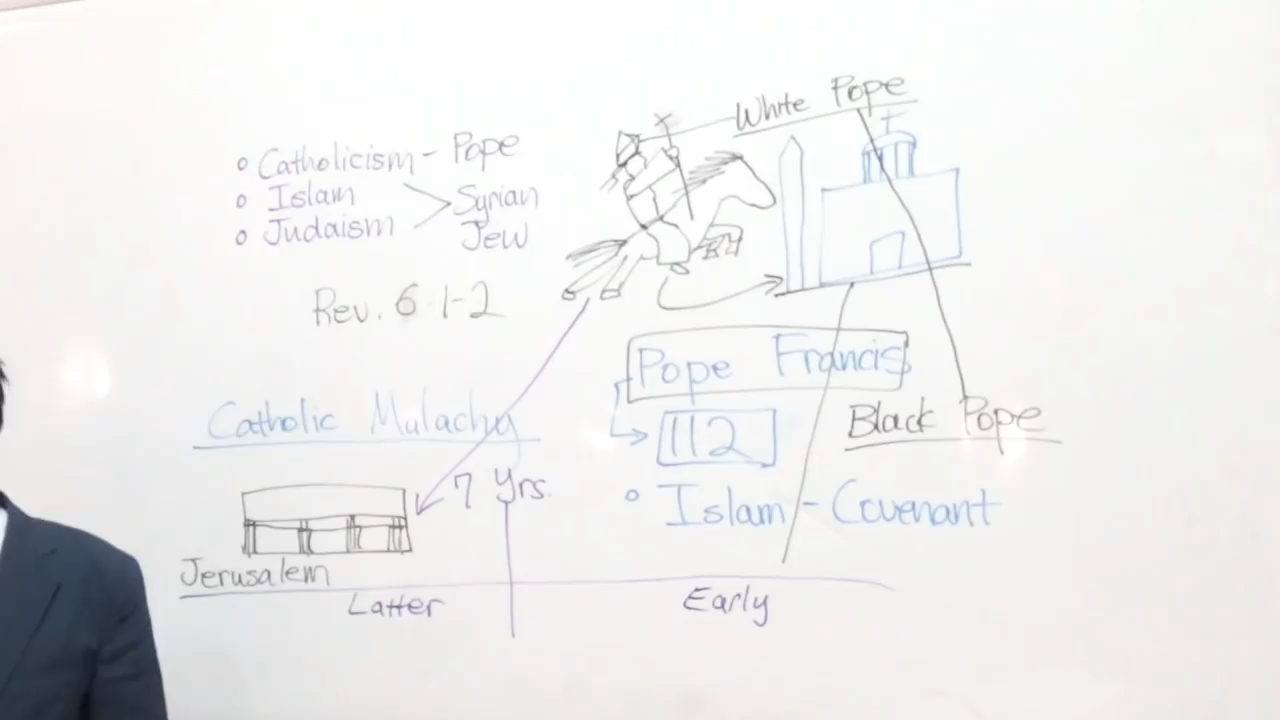 White Pope
Catholicism - Pope
Islam
Judaism
Syrian
Jew
Rev. 6 1-2
Pope Francis
112
Black Pope
Catholic Malachy
7 Yrs.
Islam - Covenant
Jerusalem
Latter
Early